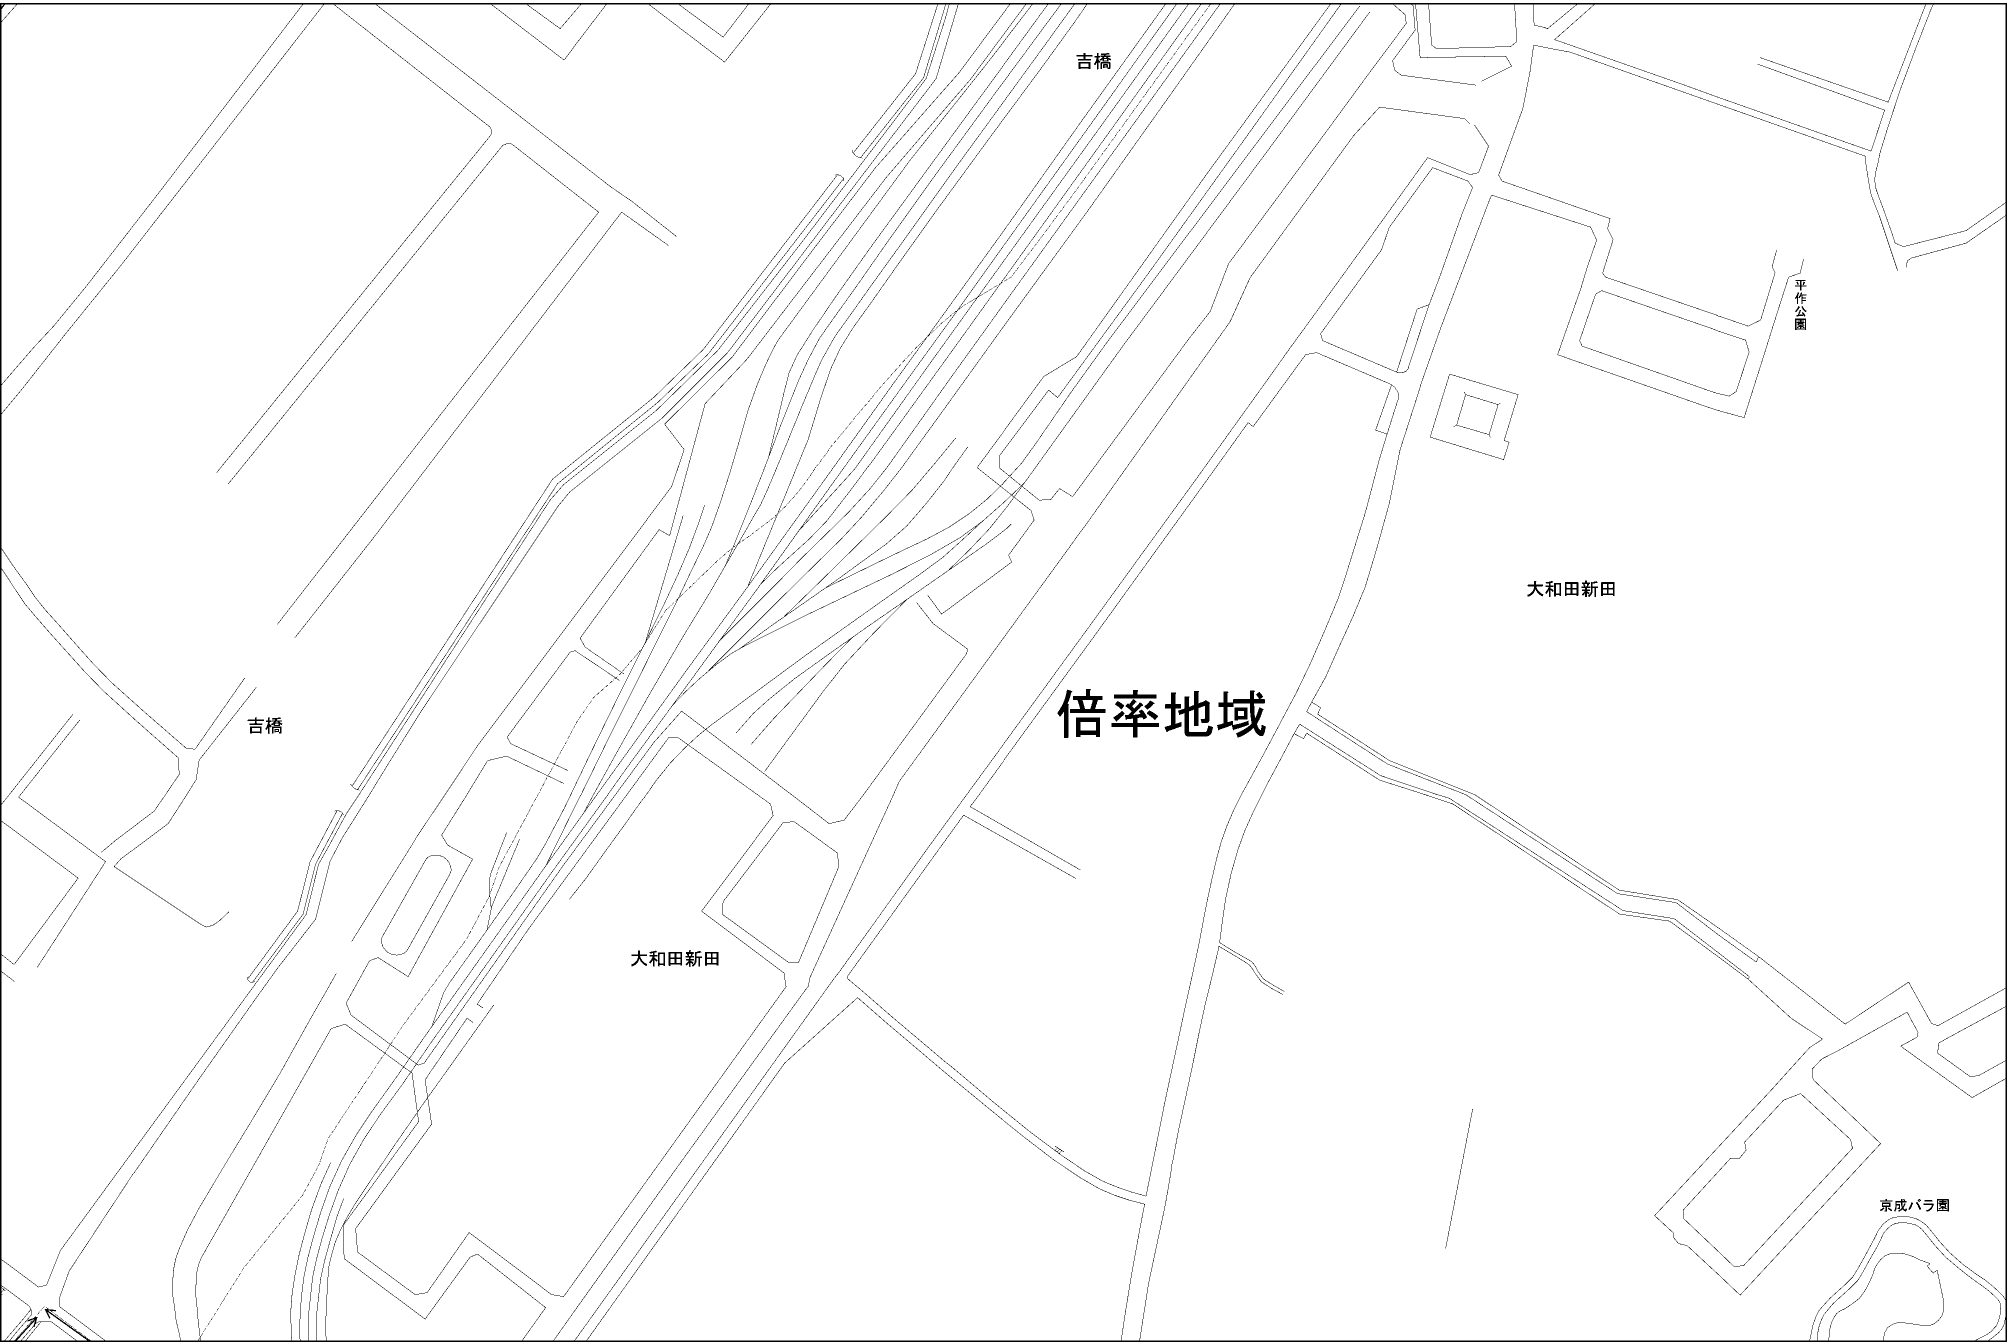 吉橋
平作公園
大和田新田
倍率地域
吉橋
大和田新田
京成バラ園